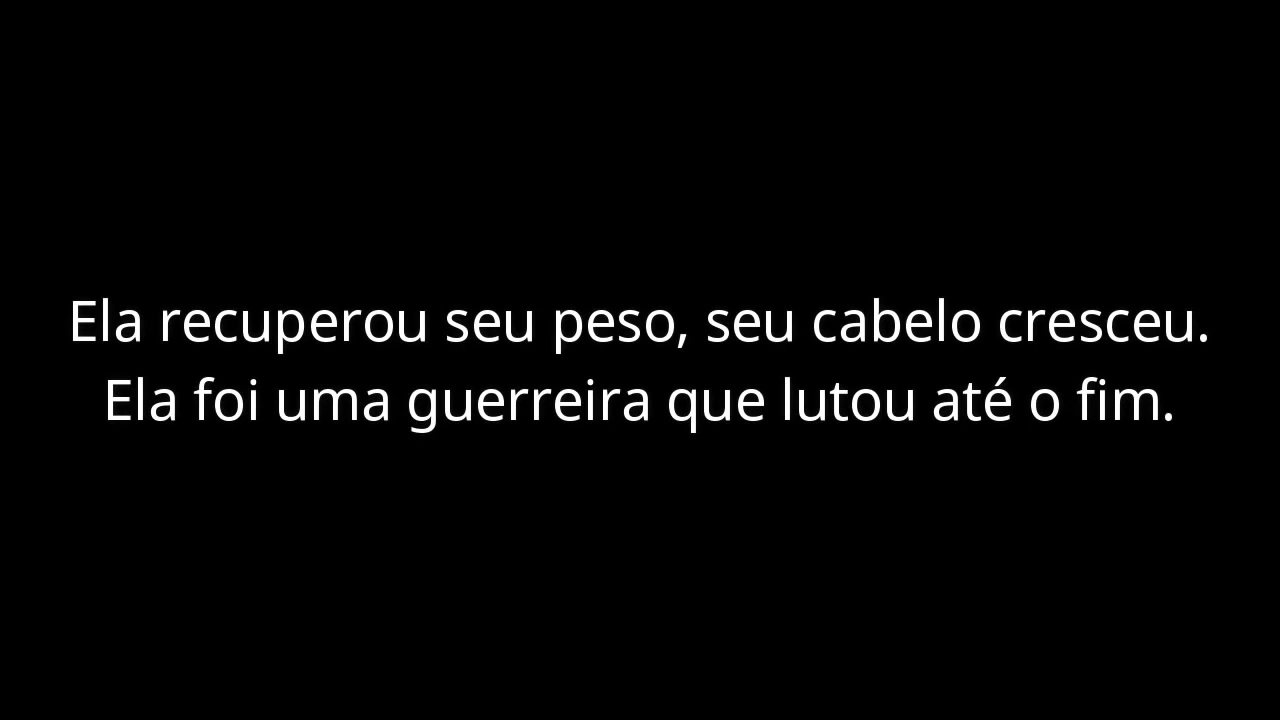 Ela recuperou seu peso, seu cabelo cresceu.
Ela foi uma guerreira que lutou até o fim.